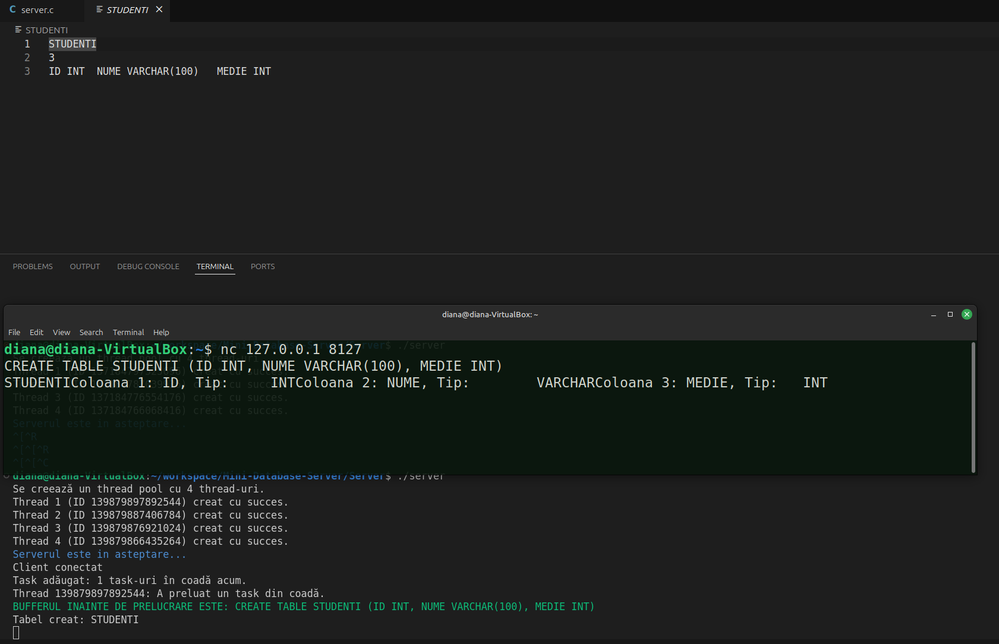 C server.c STUDENTI ×
STUDENTI
1 STUDENTI
2 3
3 ID INT NUME VARCHAR(100) MEDIE INT
PROBLEMS OUTPUT DEBUG CONSOLE TERMINAL PORTS
diana@diana-VirtualBox: ~
File Edit View Search Terminal Help
diana@diana-VirtualBox:~$ nc 127.0.0.1 8127
CREATE TABLE STUDENTI (ID INT, NUME VARCHAR(100), MEDIE INT)
STUDENTIColoana 1: ID, Tip: INTColoana 2: NUME, Tip: VARCHARColoana 3: MEDIE, Tip: INT
Thread 3 (ID 137184776554176) creat cu succes.
Thread 4 (ID 137184766068416) creat cu succes.
Serverul este in asteptare...
^[^R
^[^[^R
^[^[^C
diana@diana-VirtualBox:~/workspace/Mini-Database-Server/Server$ ./server
Se creează un thread pool cu 4 thread-uri.
Thread 1 (ID 139879897892544) creat cu succes.
Thread 2 (ID 139879887406784) creat cu succes.
Thread 3 (ID 139879876921024) creat cu succes.
Thread 4 (ID 139879866435264) creat cu succes.
Serverul este in asteptare...
Client conectat
Task adăugat: 1 task-uri în coadă acum.
Thread 139879897892544: A preluat un task din coadă.
BUFFERUL INAINTE DE PRELUCRARE ESTE: CREATE TABLE STUDENTI (ID INT, NUME VARCHAR(100), MEDIE INT)
Tabel creat: STUDENTI